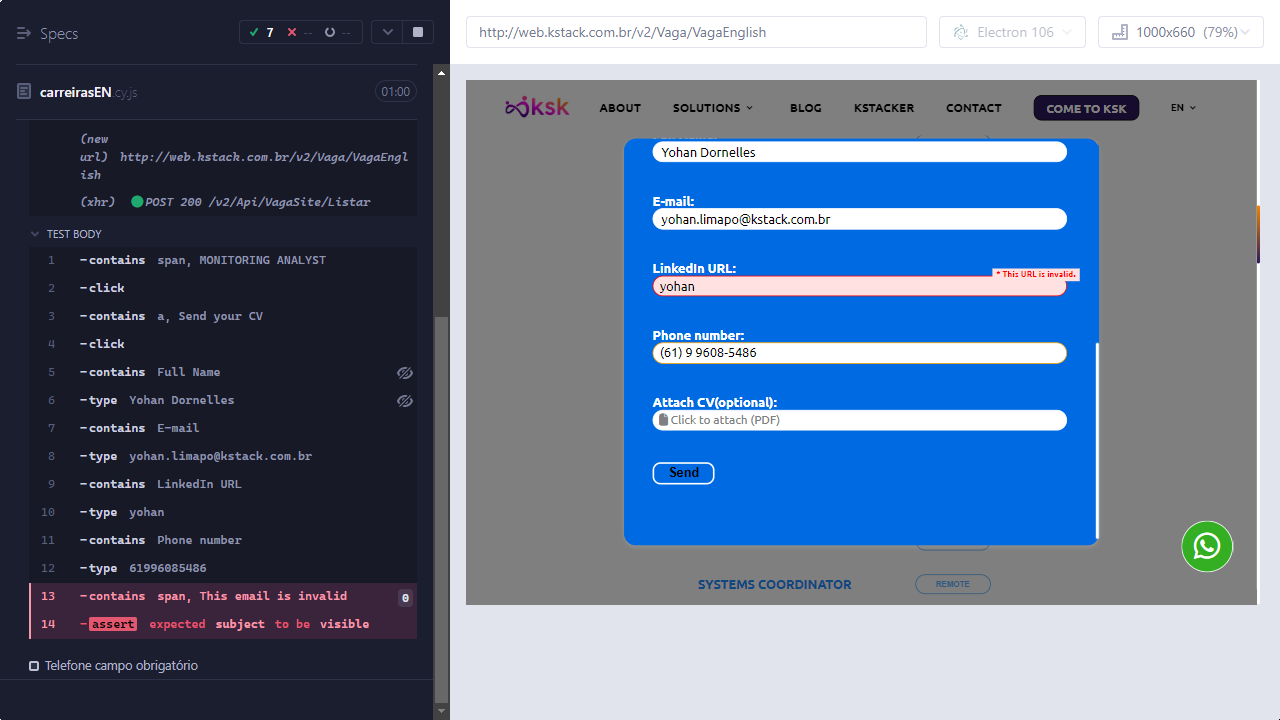 Specs
7
--
--
http://web.kstack.com.br/v2/Vaga/VagaEnglish
Electron 106
1000x660 (79%)
carreirasEN.cy.js
01:00
(new
url) http://web.kstack.com.br/v2/Vaga/VagaEngl
ish
(xhr) POST 200 /v2/Api/VagaSite/Listar
TEST BODY
1 -contains span, MONITORING ANALYST
2 -click
3 -contains a, Send your CV
4 -click
5 -contains Full Name
6 -type Yohan Dornelles
7 -contains E-mail
8 -type yohan.limapo@kstack.com.br
9 -contains LinkedIn URL
10 -type yohan
11 -contains Phone number
12 -type 61996085486
13 -contains span, This email is invalid 0
14 -assert expected subject to be visible
Telefone campo obrigatório
ksk
ABOUT
SOLUTIONS
BLOG
KSTACKER
CONTACT
COME TO KSK
EN
Yohan Dornelles
E-mail:
yohan.limapo@kstack.com.br
LinkedIn URL:
* This URL is invalid.
yohan
Phone number:
(61) 9 9608-5486
Attach CV(optional):
Click to attach (PDF)
Send
SYSTEMS COORDINATOR
REMOTE